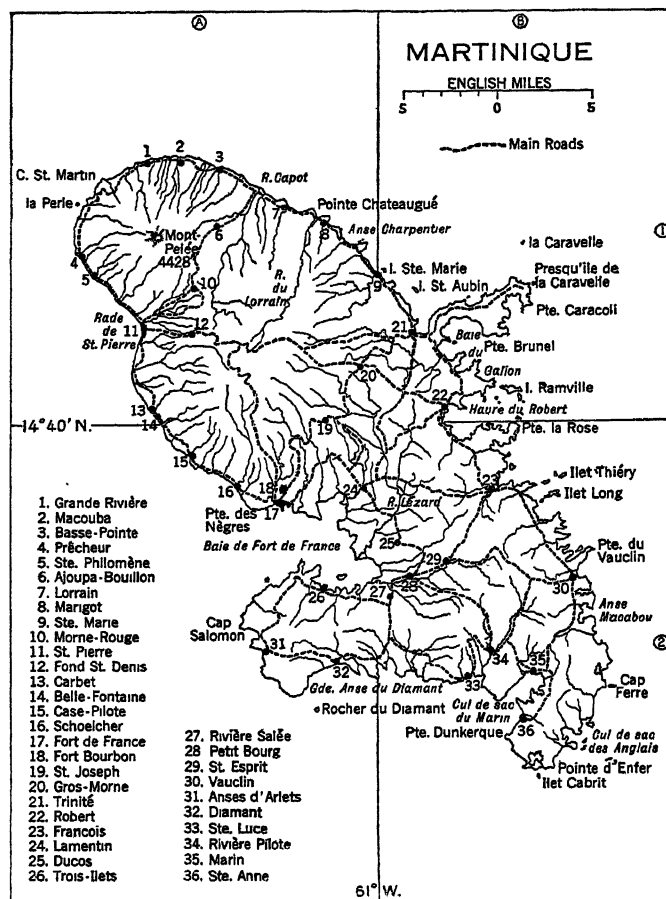 Ⓐ
Ⓑ
MARTINIQUE
ENGLISH MILES
5 0 5
Main Roads
1
2
3
C. St. Martin
R. Capot
la Perle
7
Pointe Chateaugué
6
8
Anse Charpentier
Mont-
Pelée
4428
la Caravelle
①
4
R.
du
Lorrain
I. Ste. Marie
Presqu'île de
la Caravelle
5
9
10
I. St. Aubin
Pte. Caracoli
Rade
de
St. Pierre
11
12
21
Baie
du
Galion
Pte. Brunel
20
I. Ramville
22
Havre du Robert
13
14
14°40' N.
19
Pte. la Rose
15
16
18
24
23
Ilet Thiéry
Ilet Long
R. Lézard
Pte. des
Nègres
17
Baie de Fort de France
25
Pte. du
Vauclin
29
28
30
26
27
Anse
Macabou
Cap
Salomon
②
31
32
34
35
33
Cap
Ferre
Gde. Anse du Diamant
Cul de sac
du Marin
Rocher du Diamant
36
Pte. Dunkerque
Cul de sac
des Anglais
Pointe d'Enfer
Ilet Cabrit
1. Grande Rivière
2. Macouba
3. Basse-Pointe
4. Prêcheur
5. Ste. Philomène
6. Ajoupa-Bouillon
7. Lorrain
8. Marigot
9. Ste. Marie
10. Morne-Rouge
11. St. Pierre
12. Fond St. Denis
13. Carbet
14. Belle-Fontaine
15. Case-Pilote
16. Schoelcher
17. Fort de France
18. Fort Bourbon
19. St. Joseph
20. Gros-Morne
21. Trinité
22. Robert
23. Francois
24. Lamentin
25. Ducos
26. Trois-Ilets
27. Rivière Salée
28 Petit Bourg
29. St. Esprit
30. Vauclin
31. Anses d'Arlets
32. Diamant
33. Ste. Luce
34. Rivière Pilote
35. Marin
36. Ste. Anne
61° W.